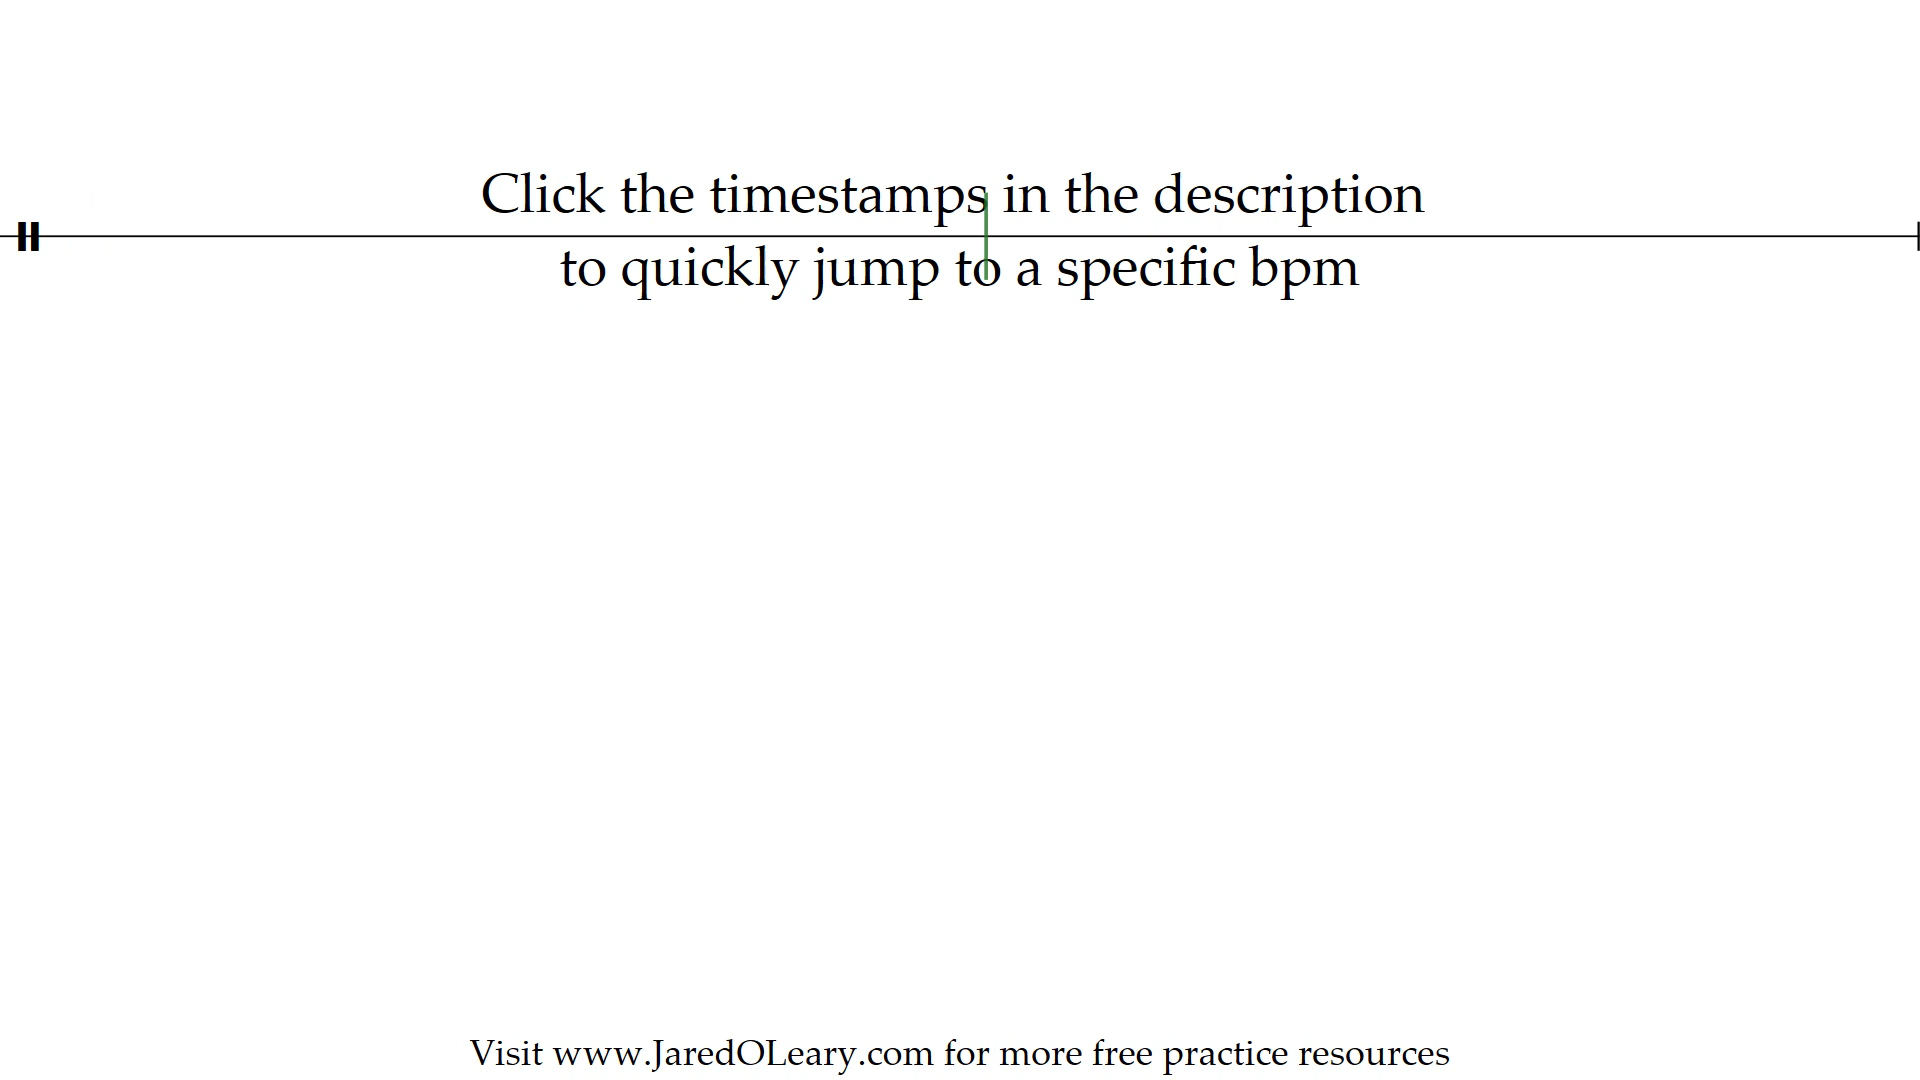 Click the timestamps in the description
to quickly jump to a specific bpm
Visit www.JaredOLeary.com for more free practice resources